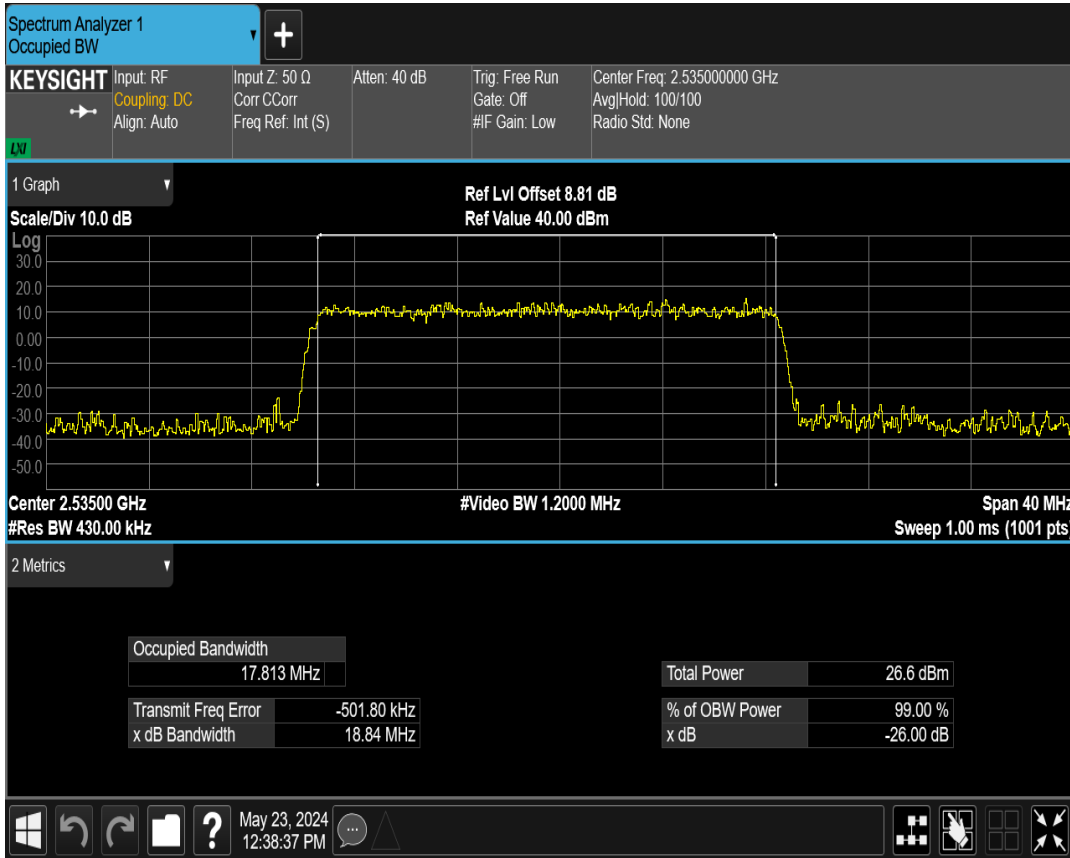 Spectrum Analyzer 1
Occupied BW
KEYSIGHT
LXI
Input: RF
Coupling: DC
Align: Auto
Input Z: 50 Ω
Corr CCorr
Freq Ref: Int (S)
Atten: 40 dB
Trig: Free Run
Gate: Off
#IF Gain: Low
Center Freq: 2.535000000 GHz
Avg|Hold: 100/100
Radio Std: None
1 Graph
Scale/Div 10.0 dB
Ref Lvl Offset 8.81 dB
Ref Value 40.00 dBm
Log
30.0
20.0
10.0
0.00
-10.0
-20.0
-30.0
-40.0
-50.0
Center 2.53500 GHz
#Video BW 1.2000 MHz
Span 40 MHz
#Res BW 430.00 kHz
Sweep 1.00 ms (1001 pts)
2 Metrics
Occupied Bandwidth
17.813 MHz
Total Power 26.6 dBm
Transmit Freq Error -501.80 kHz
% of OBW Power 99.00 %
x dB Bandwidth 18.84 MHz
x dB -26.00 dB
May 23, 2024
12:38:37 PM